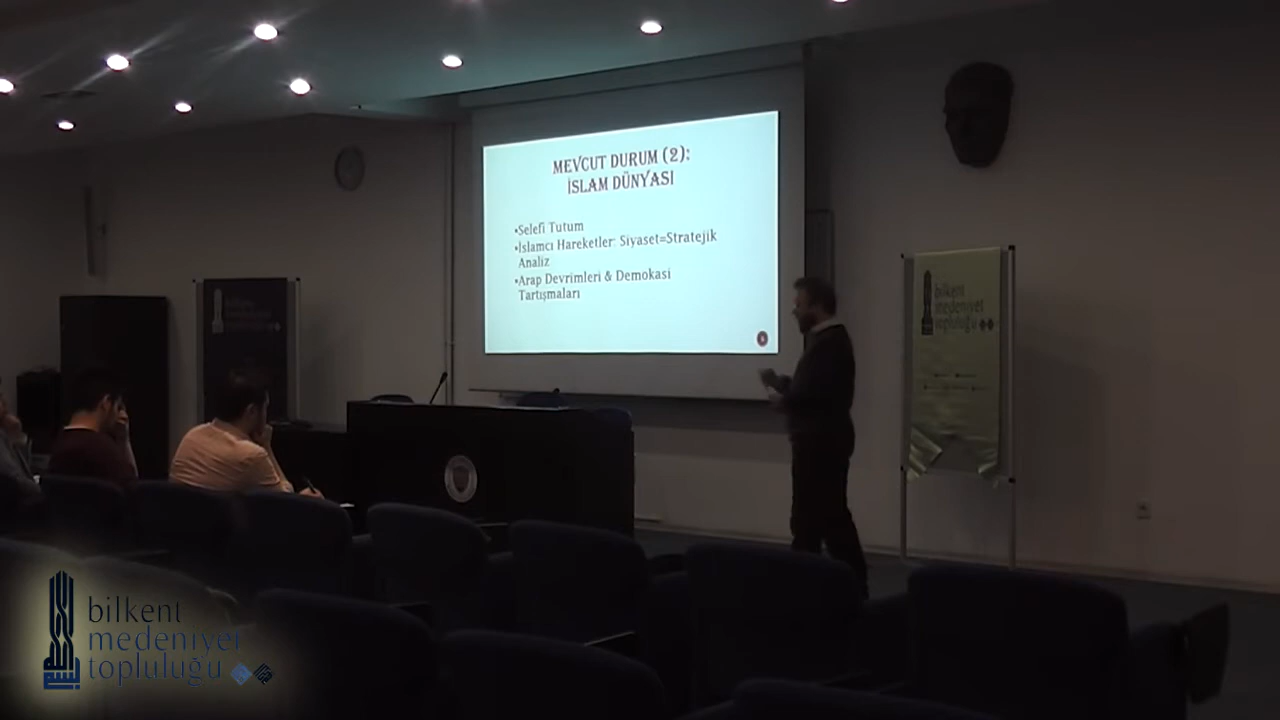 MEVCUT DURUM (2):
İSLAM DÜNYASI
•Selefi Tutum
•İslamcı Hareketler: Siyaset=Stratejik
Analiz
•Arap Devrimleri & Demokasi
Tartışmaları
bilkent
medeniyet
topluluğu
bilkent
medeniyet
topluluğu